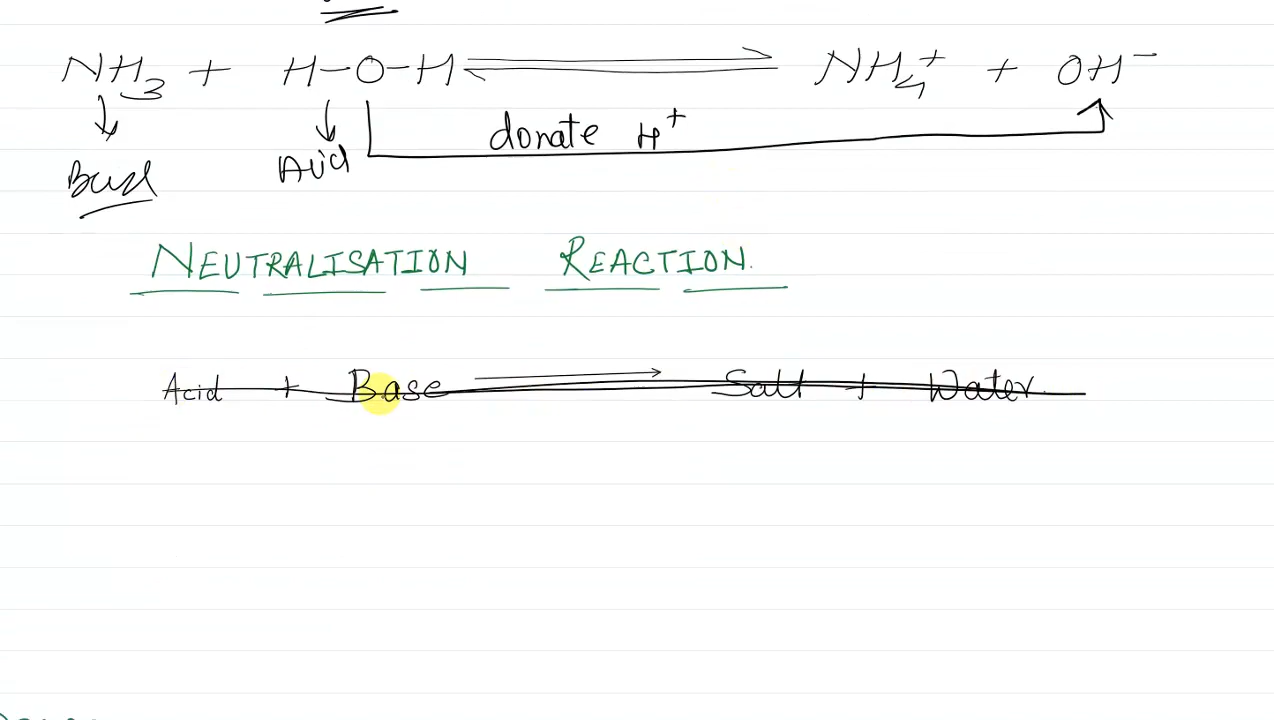 NH3 + H-O-H ⇌ NH4+ + OH-
donate H+
Base Acid
NEUTRALISATION REACTION.
Acid + Base → Salt + Water.